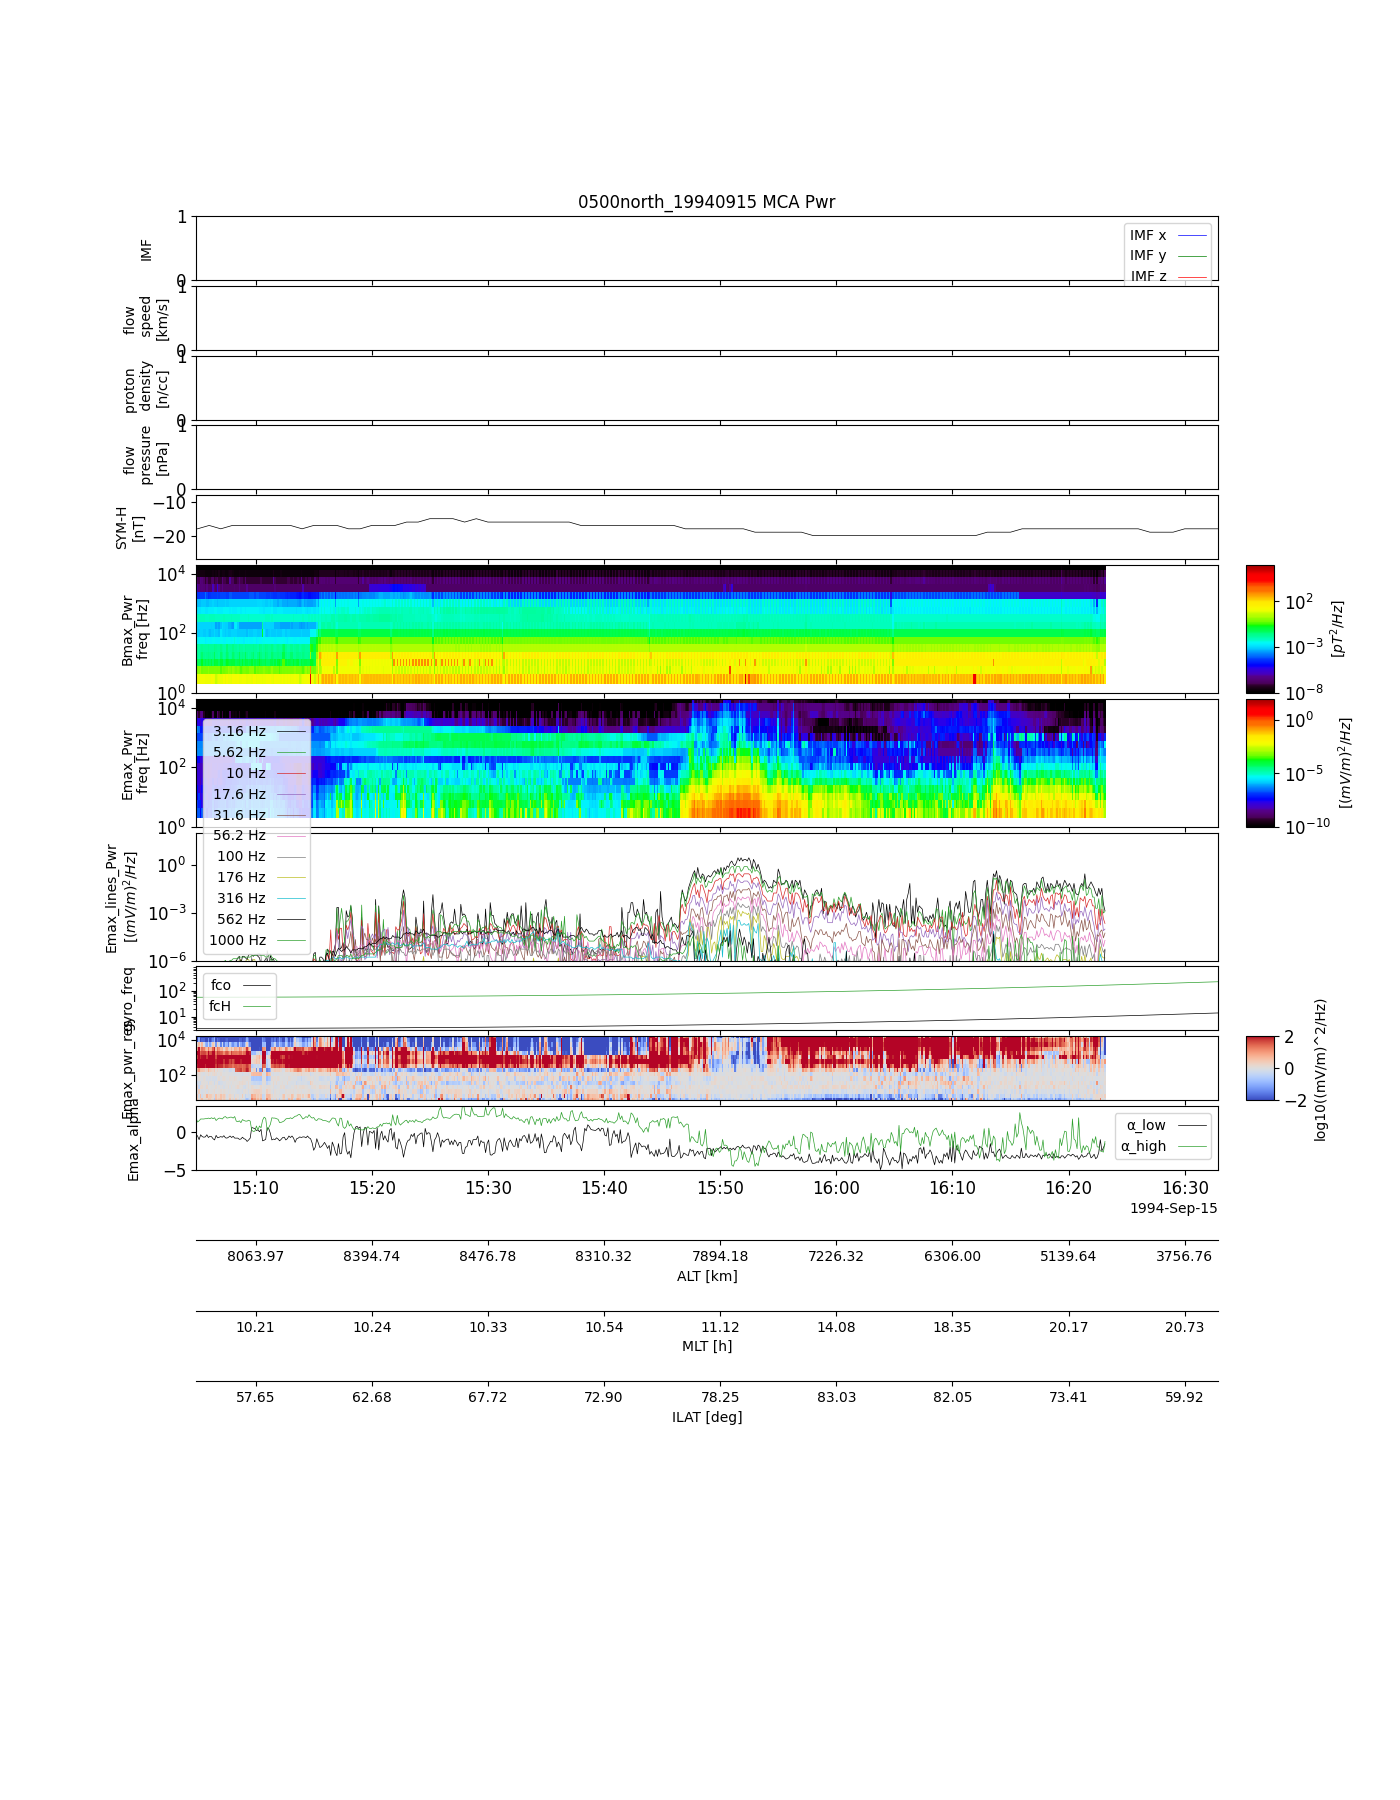 0500north_19940915 MCA Pwr
1
0
IMF
IMF x
IMF y
IMF z
1
0
flow
speed
[km/s]
1
0
proton
density
[n/cc]
1
0
flow
pressure
[nPa]
−10
−20
SYM-H
[nT]
10^4
10^2
10^0
Bmax_Pwr
freq [Hz]
10^2
10^−3
10^−8
[pT^2/Hz]
10^4
10^2
10^0
Emax_Pwr
freq [Hz]
10^0
10^−5
10^−10
[(mV/m)^2/Hz]
3.16 Hz
5.62 Hz
10 Hz
17.6 Hz
31.6 Hz
56.2 Hz
100 Hz
176 Hz
316 Hz
562 Hz
1000 Hz
10^0
10^−3
10^−6
Emax_lines_Pwr
[(mV/m)^2/Hz]
10^2
10^1
gyro_freq
fco
fcH
10^4
10^2
2
0
−2
log10((mV/m)^2/Hz)
0
−5
Emax_alpha
α_low
α_high
15:10 15:20 15:30 15:40 15:50 16:00 16:10 16:20 16:30
1994-Sep-15
8063.97 8394.74 8476.78 8310.32 7894.18 7226.32 6306.00 5139.64 3756.76
ALT [km]
10.21 10.24 10.33 10.54 11.12 14.08 18.35 20.17 20.73
MLT [h]
57.65 62.68 67.72 72.90 78.25 83.03 82.05 73.41 59.92
ILAT [deg]